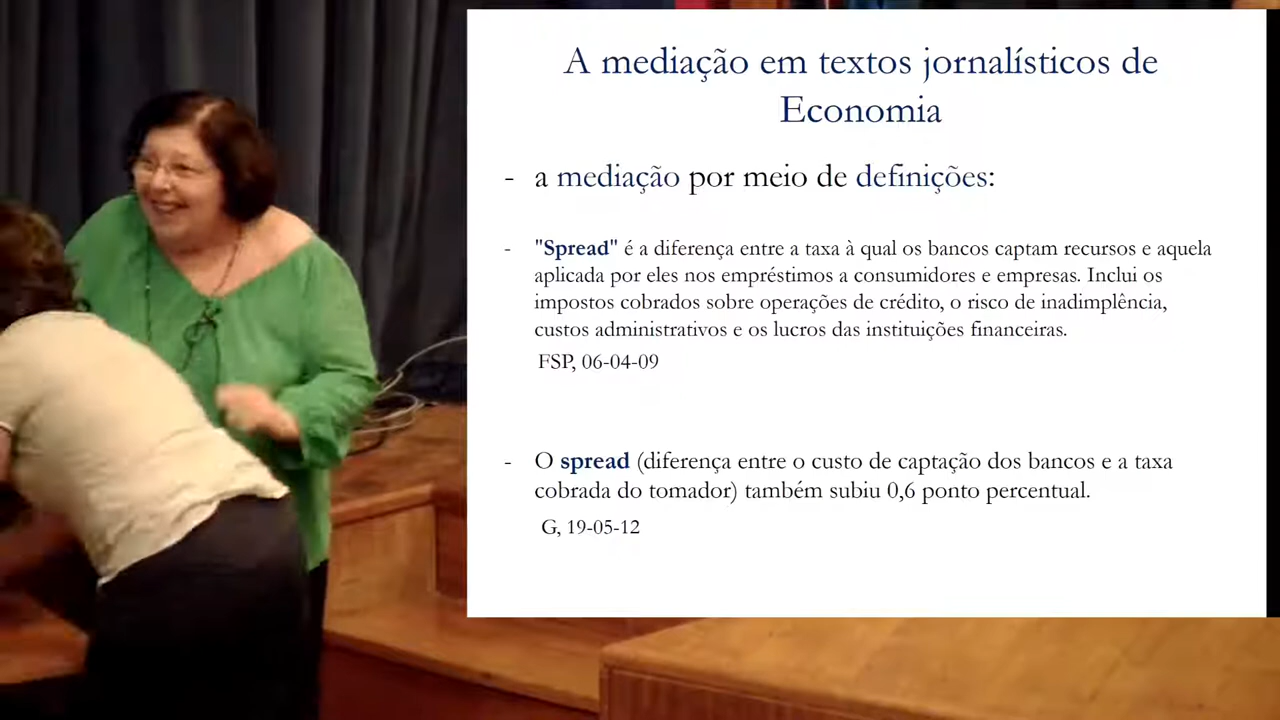 A mediação em textos jornalísticos de
Economia
- a mediação por meio de definições:
- "Spread" é a diferença entre a taxa à qual os bancos captam recursos e aquela
aplicada por eles nos empréstimos a consumidores e empresas. Inclui os
impostos cobrados sobre operações de crédito, o risco de inadimplência,
custos administrativos e os lucros das instituições financeiras.
FSP, 06-04-09
- O spread (diferença entre o custo de captação dos bancos e a taxa
cobrada do tomador) também subiu 0,6 ponto percentual.
G, 19-05-12